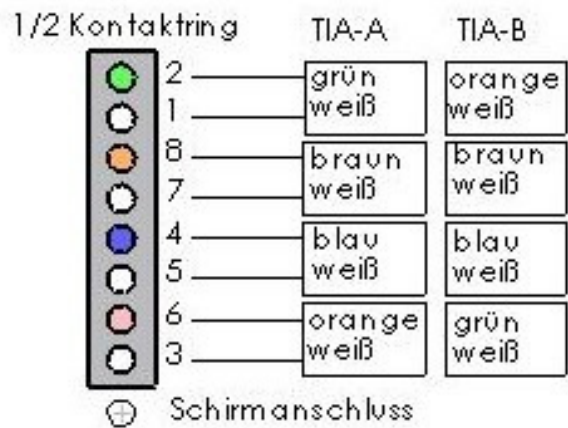 1/2 Kontaktring TIA-A TIA-B
2 grün orange
1 weiß weiß
8 braun braun
7 weiß weiß
4 blau blau
5 weiß weiß
6 orange grün
3 weiß weiß
Schirmanschluss